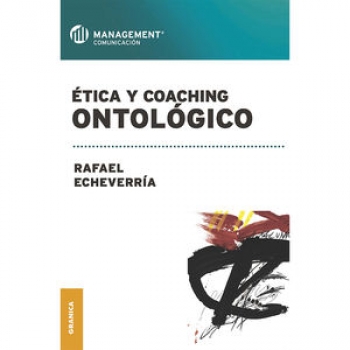 MANAGEMENT®
COMUNICACIÓN
ÉTICA Y COACHING
ONTOLÓGICO
RAFAEL
ECHEVERRÍA
GRANICA